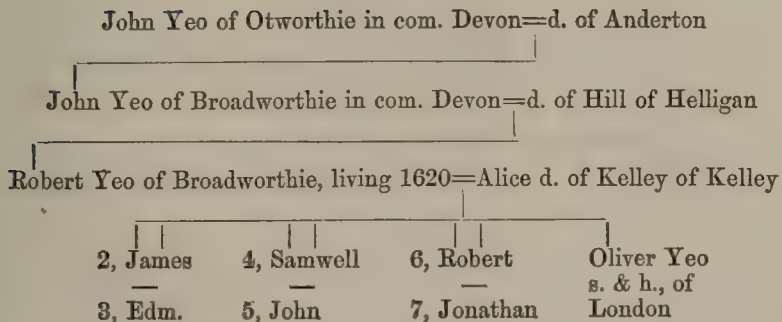 John Yeo of Otworthie in com. Devon=d. of Anderton
John Yeo of Broadworthie in com. Devon=d. of Hill of Helligan
Robert Yeo of Broadworthie, living 1620=Alice d. of Kelley of Kelley
2, James 4, Samwell 6, Robert Oliver Yeo
s. & h., of
3, Edm. 5, John 7, Jonathan London